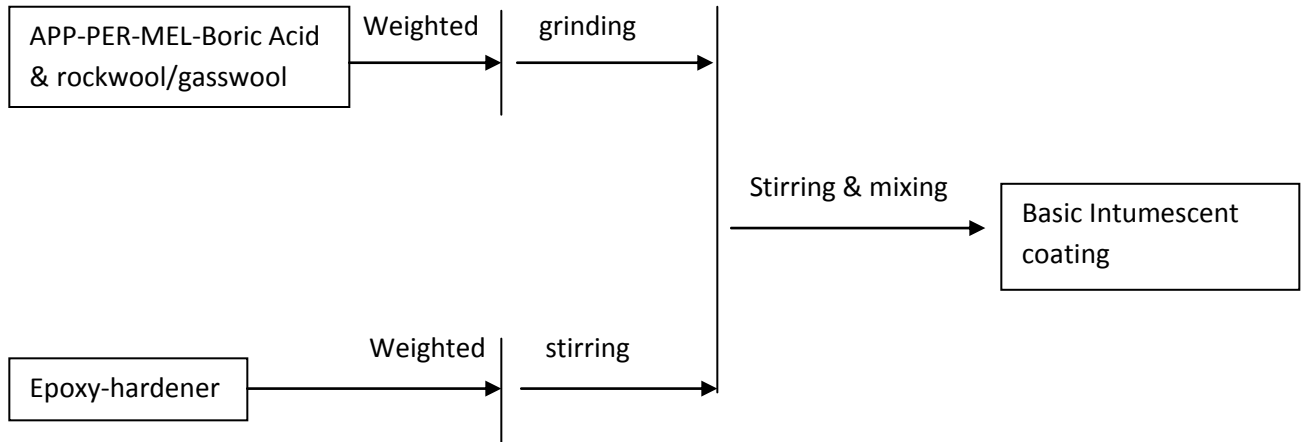 APP-PER-MEL-Boric Acid
& rockwool/gasswool
Weighted
grinding
Stirring & mixing
Basic Intumescent
coating
Weighted
stirring
Epoxy-hardener